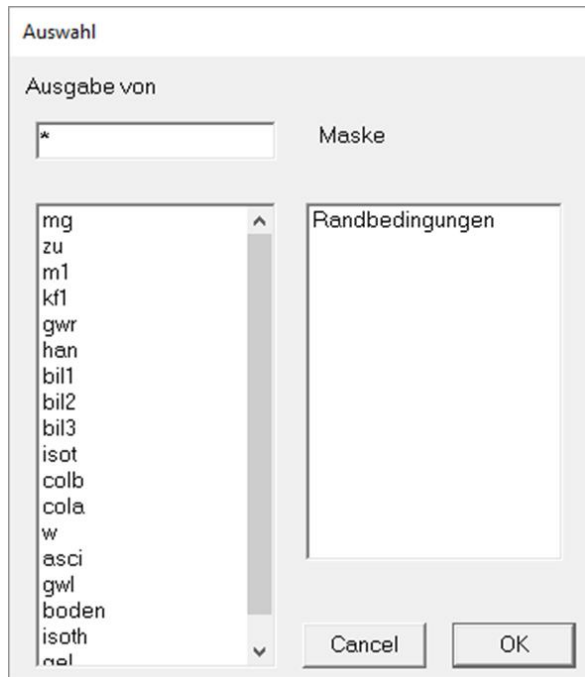 Auswahl
Ausgabe von
*
Maske
mg
zu
m1
kf1
gwr
han
bil1
bil2
bil3
isot
colb
cola
w
asci
gwl
boden
isoth
gel
Randbedingungen
Cancel
OK